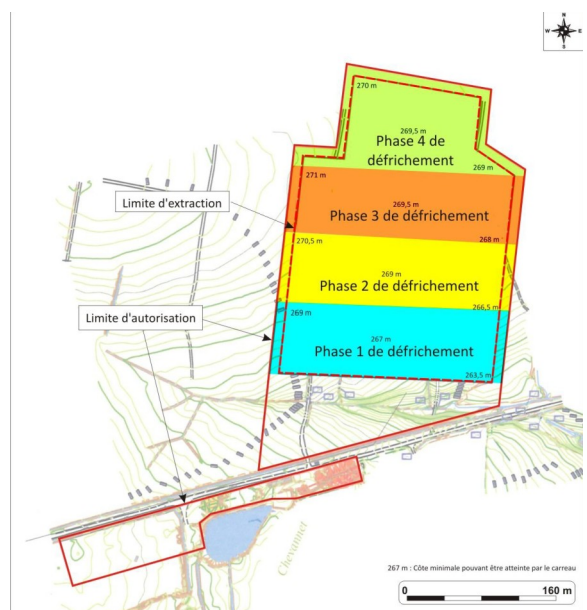 N
W E
S
270 m
269,5 m
Phase 4 de
défrichement
269 m
271 m
Limite d'extraction
269,5 m
Phase 3 de défrichement
268 m
270,5 m
269 m
Phase 2 de défrichement
266,5 m
Limite d'autorisation
269 m
267 m
Phase 1 de défrichement
263,5 m
Chevannet
267 m : Côte minimale pouvant être atteinte par le carreau
0 160 m